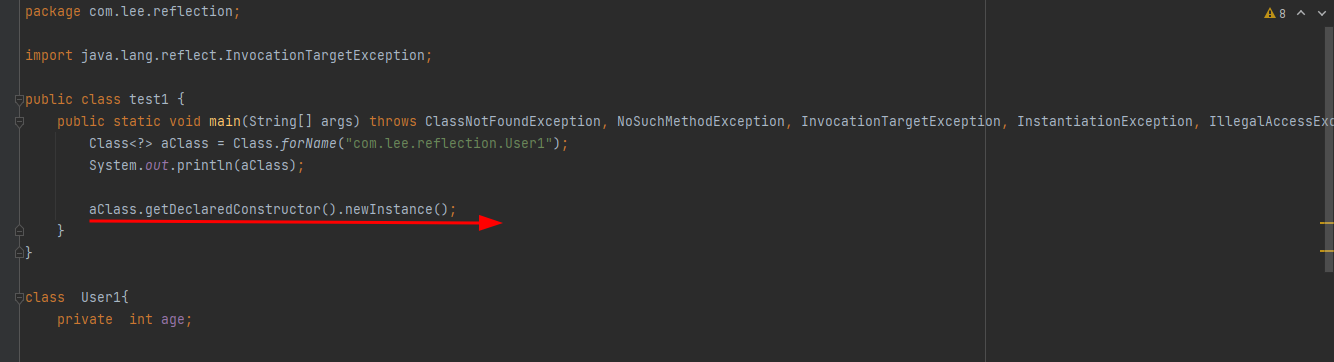 package com.lee.reflection;
8
import java.lang.reflect.InvocationTargetException;
public class test1 {
public static void main(String[] args) throws ClassNotFoundException, NoSuchMethodException, InvocationTargetException, InstantiationException, IllegalAccessExc
Class<?> aClass = Class.forName("com.lee.reflection.User1");
System.out.println(aClass);
aClass.getDeclaredConstructor().newInstance();
}
}
class  User1{
private  int age;